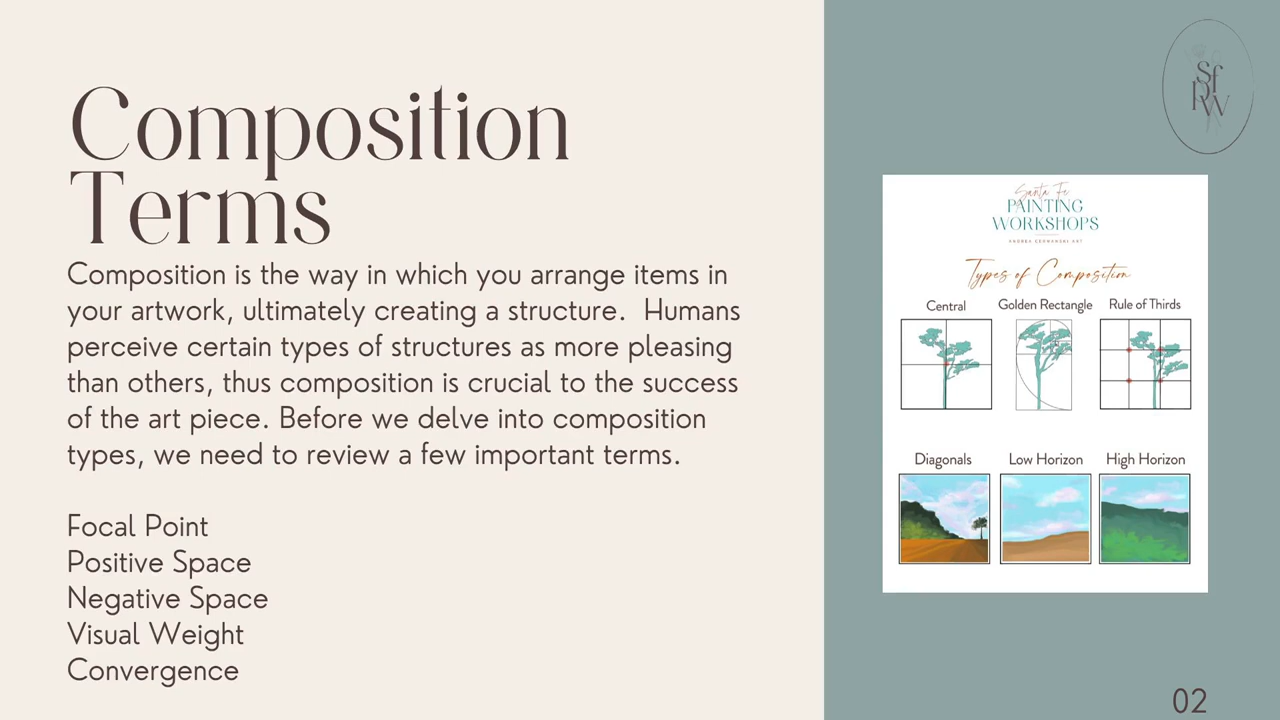 Composition
Terms
Composition is the way in which you arrange items in
your artwork, ultimately creating a structure.  Humans
perceive certain types of structures as more pleasing
than others, thus composition is crucial to the success
of the art piece. Before we delve into composition
types, we need to review a few important terms.
Focal Point
Positive Space
Negative Space
Visual Weight
Convergence
Sf
PW
Santa Fe
PAINTING
WORKSHOPS
Types of Composition
Central Golden Rectangle Rule of Thirds
Diagonals Low Horizon High Horizon
02